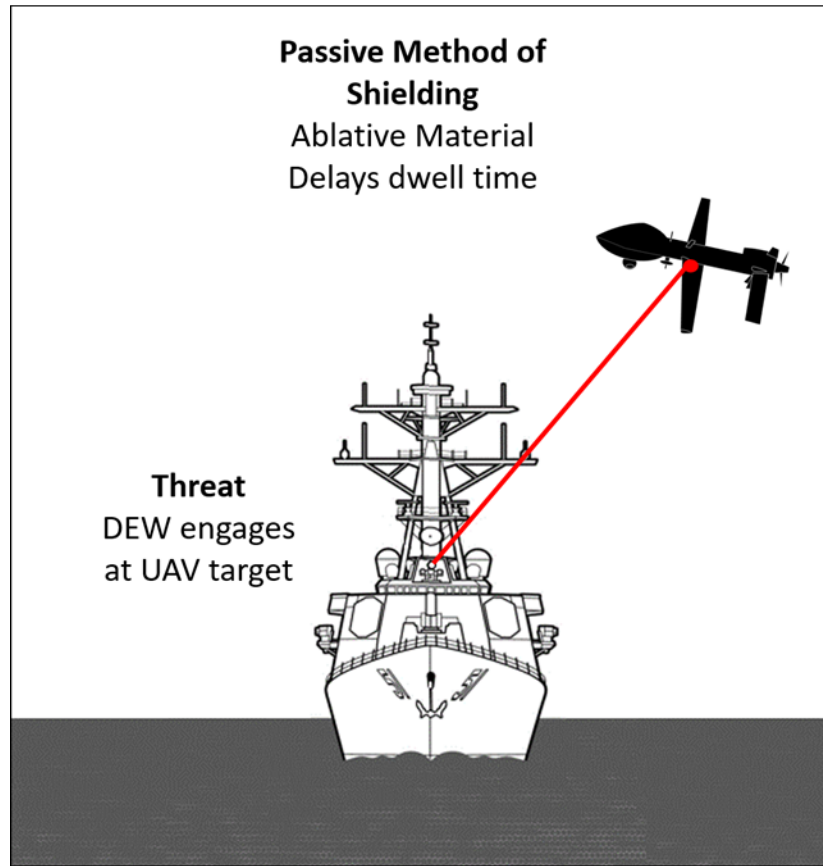 Passive Method of
Shielding
Ablative Material
Delays dwell time
Threat
DEW engages
at UAV target